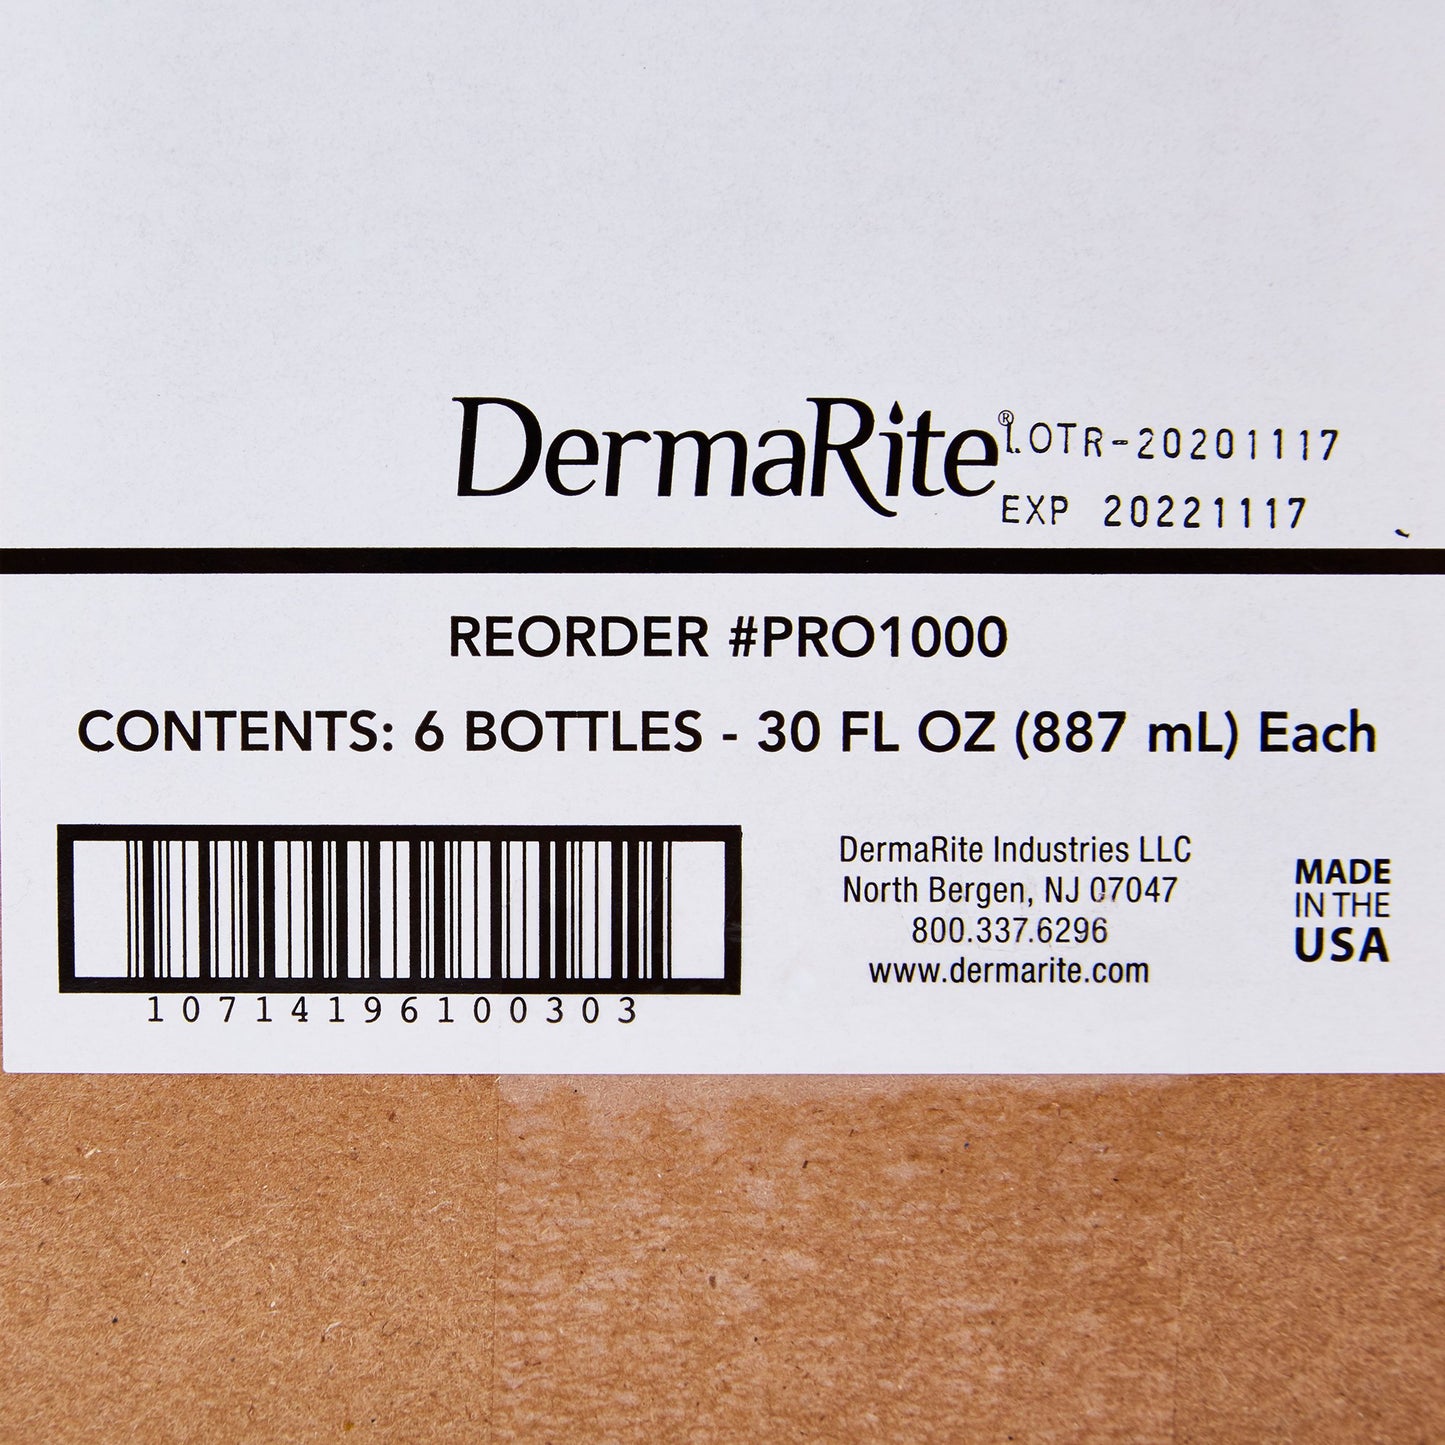 DermaRite®
LOTR-20201117
EXP 20221117
REORDER #PRO1000
CONTENTS: 6 BOTTLES - 30 FL OZ (887 mL) Each
10714196100303
DermaRite Industries LLC
North Bergen, NJ 07047
800.337.6296
www.dermarite.com
MADE
IN THE
USA